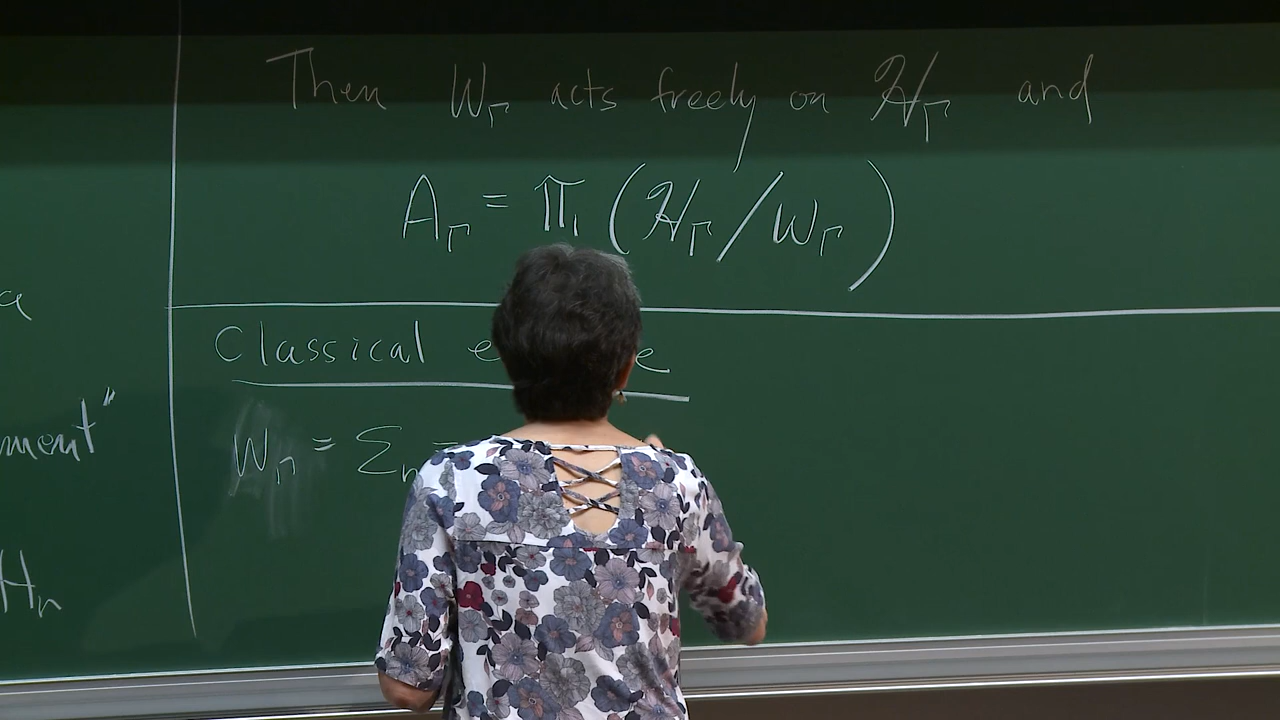 Then W_Γ acts freely on ℋ_Γ and
A_Γ = π₁ (ℋ_Γ / W_Γ)
a
Classical e
W_Γ = Σ_n =
ment"
H_n